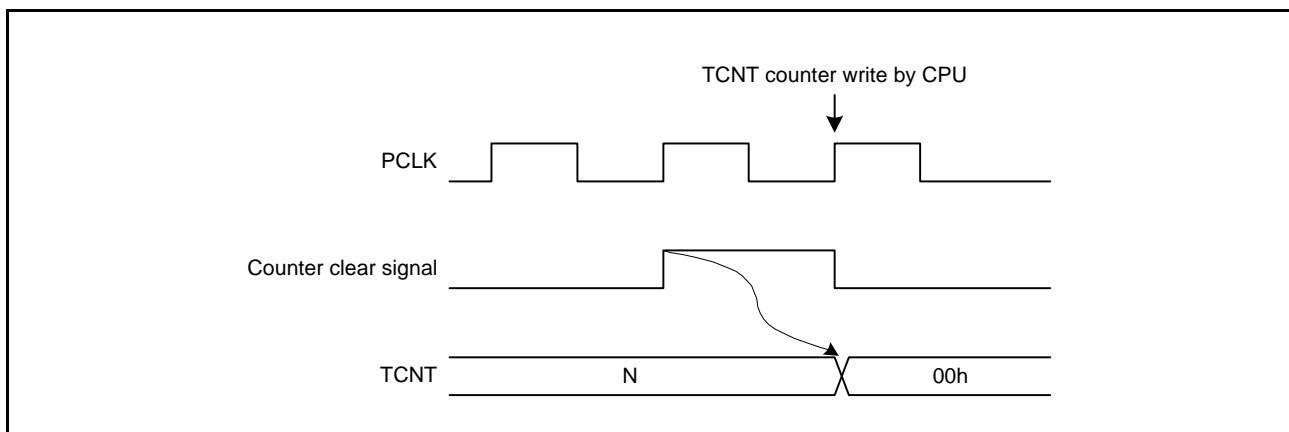 TCNT counter write by CPU
PCLK
Counter clear signal
TCNT
N
00h